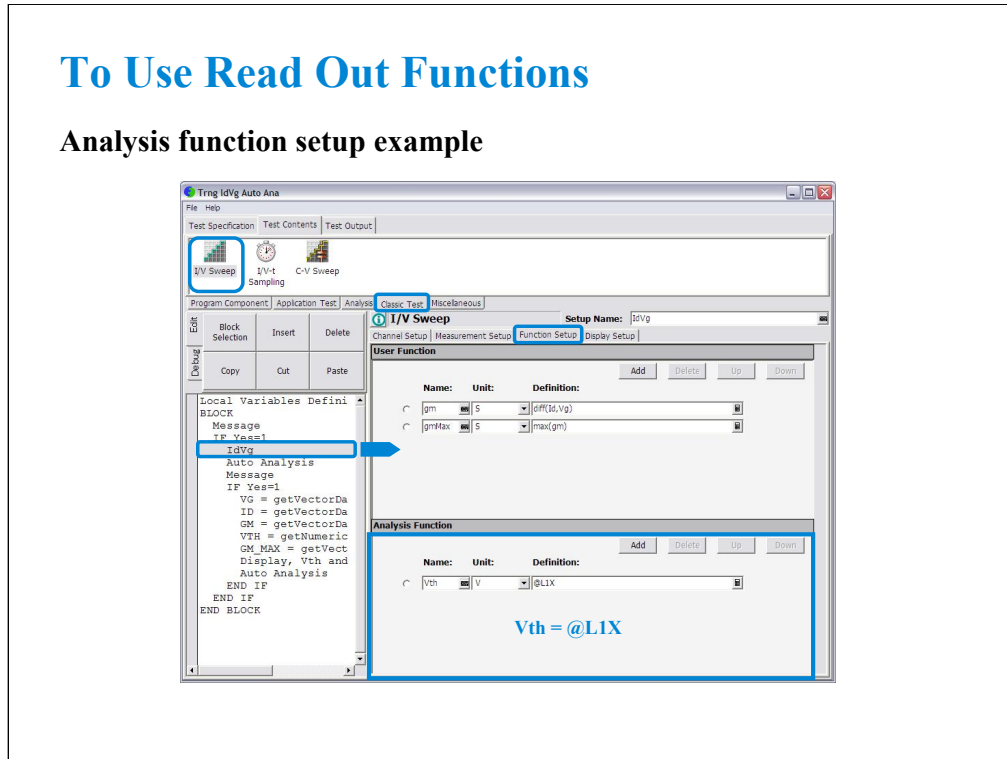 To Use Read Out Functions
Analysis function setup example
Trng IdVg Auto Ana
File Help
Test Specification Test Contents Test Output
I/V Sweep I/V-t Sampling C-V Sweep
Program Component Application Test Analysis Classic Test Miscellaneous
Edit
Debug
Block Selection Insert Delete
Copy Cut Paste
Local Variables Defini
BLOCK
Message
IF Yes=1
IdVg
Auto Analysis
Message
IF Yes=1
VG = getVectorDa
ID = getVectorDa
GM = getVectorDa
VTH = getNumeric
GM_MAX = getVect
Display, Vth and
Auto Analysis
END IF
END IF
END BLOCK
I/V Sweep Setup Name: IdVg
Channel Setup Measurement Setup Function Setup Display Setup
User Function
Add Delete Up Down
Name: Unit: Definition:
gm S diff(Id,Vg)
gmMax S max(gm)
Analysis Function
Add Delete Up Down
Name: Unit: Definition:
Vth V @L1X
Vth = @L1X